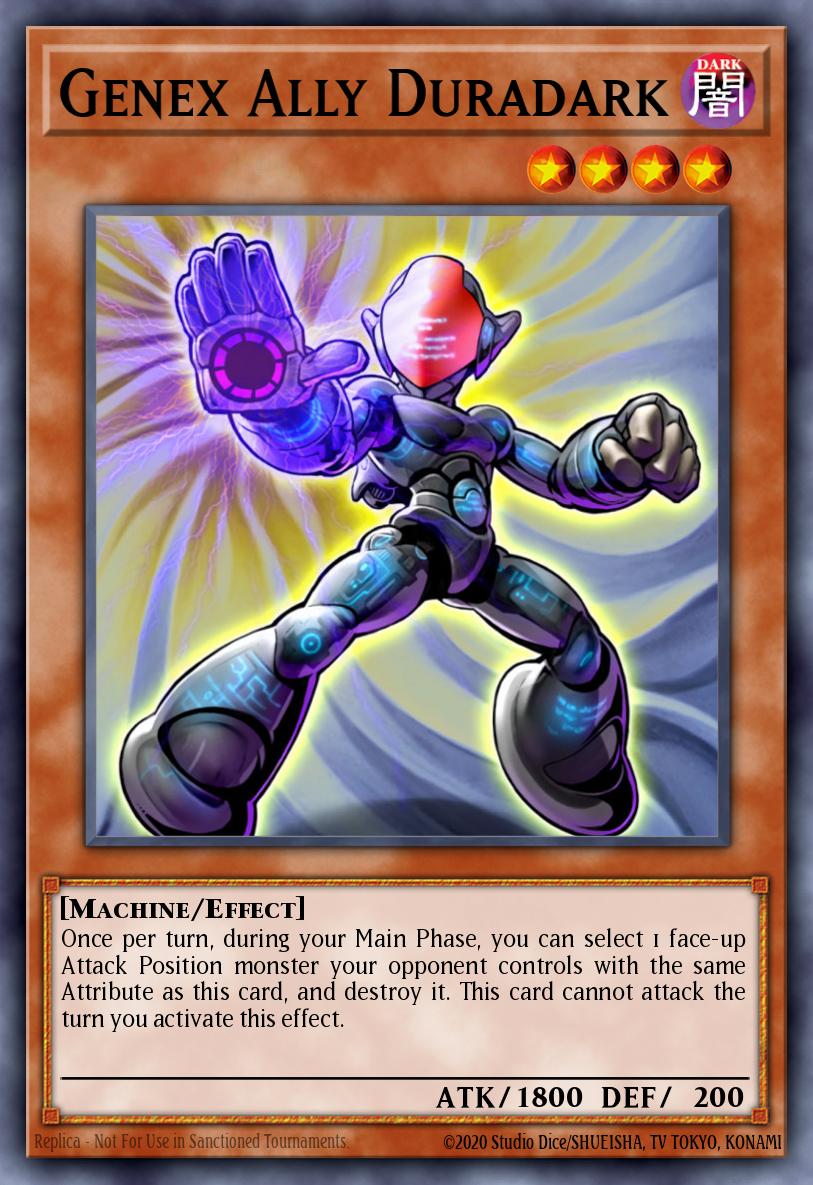 Genex Ally Duradark
DARK
闇
[Machine/Effect]
Once per turn, during your Main Phase, you can select 1 face-up
Attack Position monster your opponent controls with the same
Attribute as this card, and destroy it. This card cannot attack the
turn you activate this effect.
ATK/1800 DEF/ 200
Replica - Not For Use in Sanctioned Tournaments.
©2020 Studio Dice/SHUEISHA, TV TOKYO, KONAMI